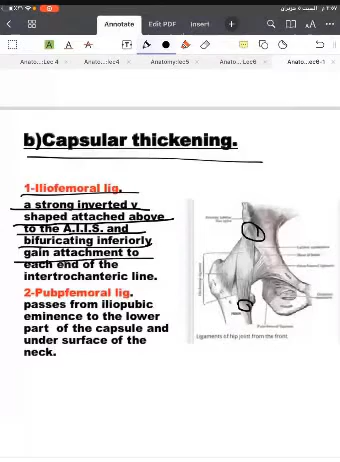 Annotate
Edit PDF
Insert
Anato...:Lec 4
Anato...:lec4
Anatomy:lec5
Anato...:Lec6
Anato...ec6-1
b)Capsular thickening.
1-Iliofemoral lig.
a strong inverted y
shaped attached above
to the A.I.I.S. and
bifuricating inferiorly
gain attachment to
each end of the
intertrochanteric line.
2-Pubpfemoral lig.
passes from iliopubic
eminence to the lower
part of the capsule and
under surface of the
neck.
Ligaments of hip joint from the front.